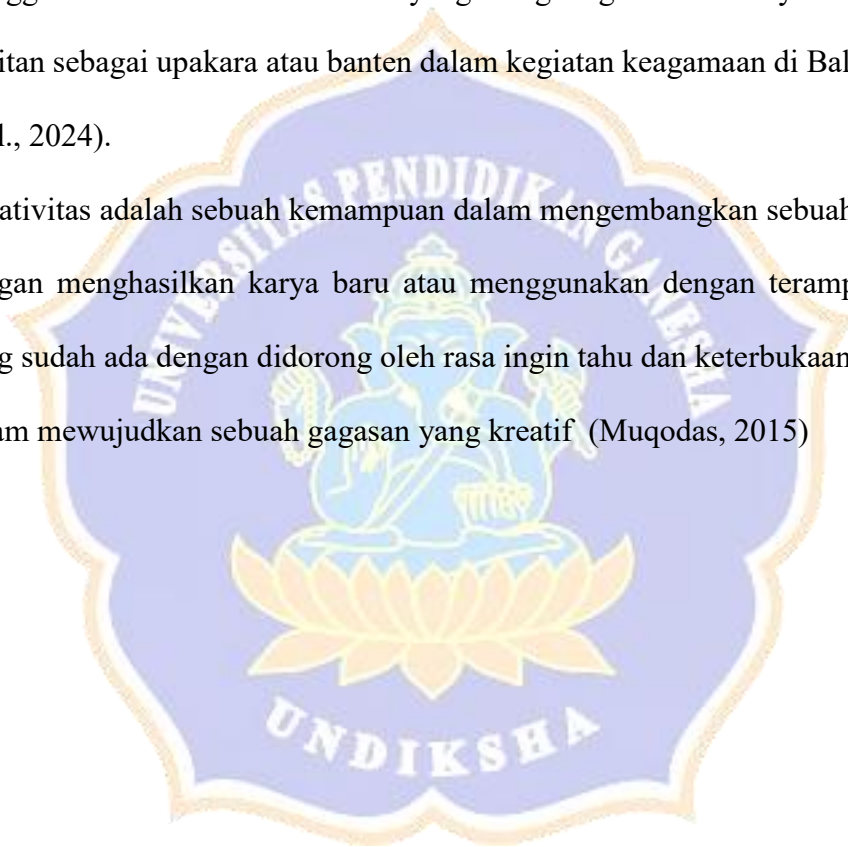 itan sebagai upakara atau banten dalam kegiatan keagamaan di Bal
l., 2024).
ativitas adalah sebuah kemampuan dalam mengembangkan sebuah
gan menghasilkan karya baru atau menggunakan dengan teramp
g sudah ada dengan didorong oleh rasa ingin tahu dan keterbukaan
am mewujudkan sebuah gagasan yang kreatif (Muqodas, 2015)
UNIVERSITAS PENDIDIKAN GANESHA
UNDIKSHA